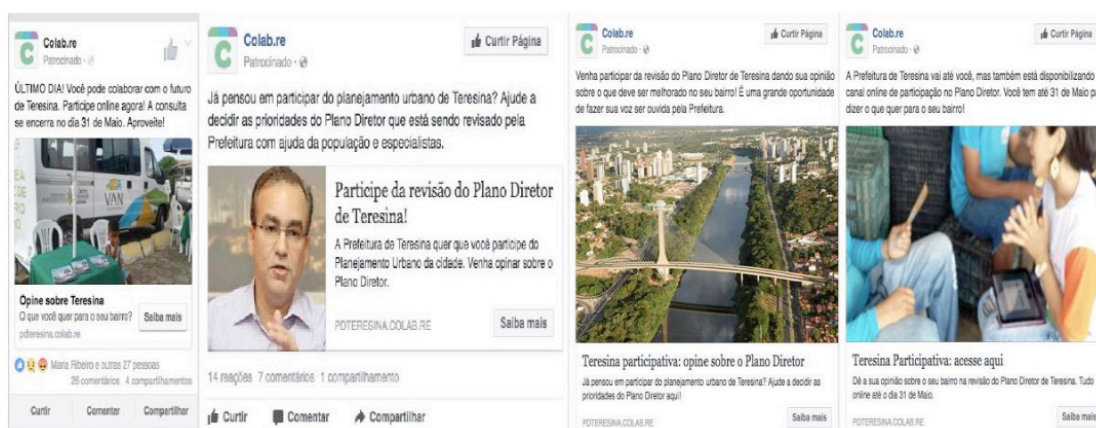 Colab.re
Patrocinado
ÚLTIMO DIA! Você pode colaborar com o futuro
de Teresina. Participe online agora! A consulta
se encerra no dia 31 de Maio. Aproveite!
VAN
Opine sobre Teresina
O que você quer para o seu bairro?
Saiba mais
pdteresina.colab.re
Maria Ribeiro e outras 27 pessoas
26 comentários 4 compartilhamentos
Curtir Comentar Compartilhar
Colab.re
Patrocinado
Curtir Página
Já pensou em participar do planejamento urbano de Teresina? Ajude a
decidir as prioridades do Plano Diretor que está sendo revisado pela
Prefeitura com ajuda da população e especialistas.
Participe da revisão do Plano Diretor
de Teresina!
A Prefeitura de Teresina quer que você participe do
Planejamento Urbano da cidade. Venha opinar sobre o
Plano Diretor.
PDTERESINA.COLAB.RE
Saiba mais
14 reações 7 comentários 1 compartilhamento
Curtir Comentar Compartilhar
Colab.re
Patrocinado
Curtir Página
Venha participar da revisão do Plano Diretor de Teresina dando sua opinião
sobre o que deve ser melhorado no seu bairro! É uma grande oportunidade
de fazer sua voz ser ouvida pela Prefeitura.
Teresina participativa: opine sobre o Plano Diretor
Já pensou em participar do planejamento urbano de Teresina? Ajude a decidir as
prioridades do Plano Diretor aqui!
PDTERESINA.COLAB.RE
Saiba mais
Colab.re
Patrocinado
Curtir Página
A Prefeitura de Teresina vai até você, mas também está disponibilizando
canal online de participação no Plano Diretor. Você tem até 31 de Maio
dizer o que quer para o seu bairro!
Teresina Participativa: acesse aqui
Dê a sua opinião sobre o seu bairro na revisão do Plano Diretor de Teresina. Tudo
online até o dia 31 de Maio.
PDTERESINA.COLAB.RE
Saiba mais